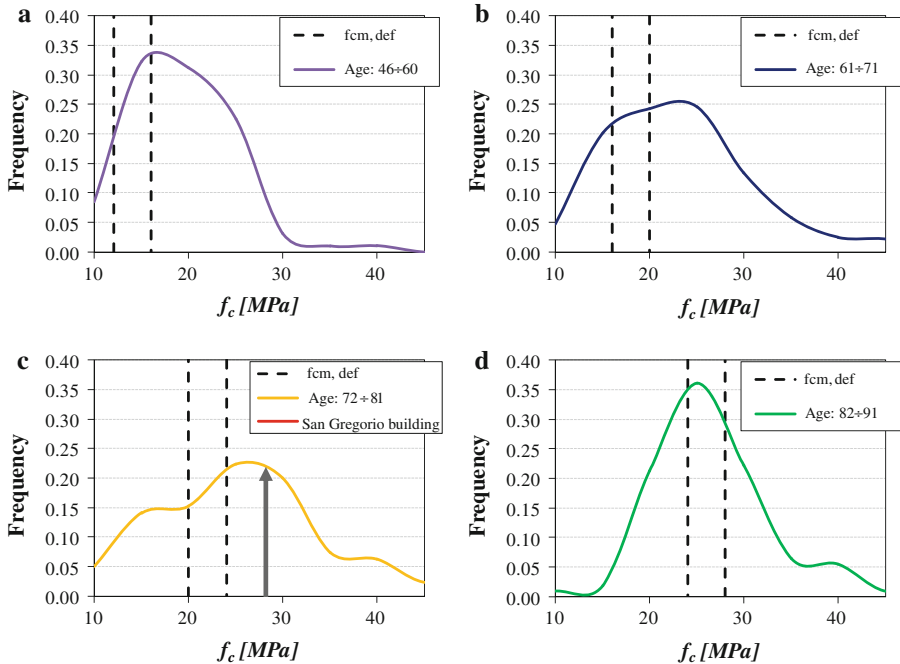 a
0.40
0.35
0.30
0.25
0.20
0.15
0.10
0.05
0.00
Frequency
10 20 30 40
f_c [MPa]
fcm, def
Age: 46÷60
b
0.40
0.35
0.30
0.25
0.20
0.15
0.10
0.05
0.00
Frequency
10 20 30 40
f_c [MPa]
fcm, def
Age: 61÷71
c
0.40
0.35
0.30
0.25
0.20
0.15
0.10
0.05
0.00
Frequency
10 20 30 40
f_c [MPa]
fcm, def
Age: 72÷81
San Gregorio building
d
0.40
0.35
0.30
0.25
0.20
0.15
0.10
0.05
0.00
Frequency
10 20 30 40
f_c [MPa]
fcm, def
Age: 82÷91